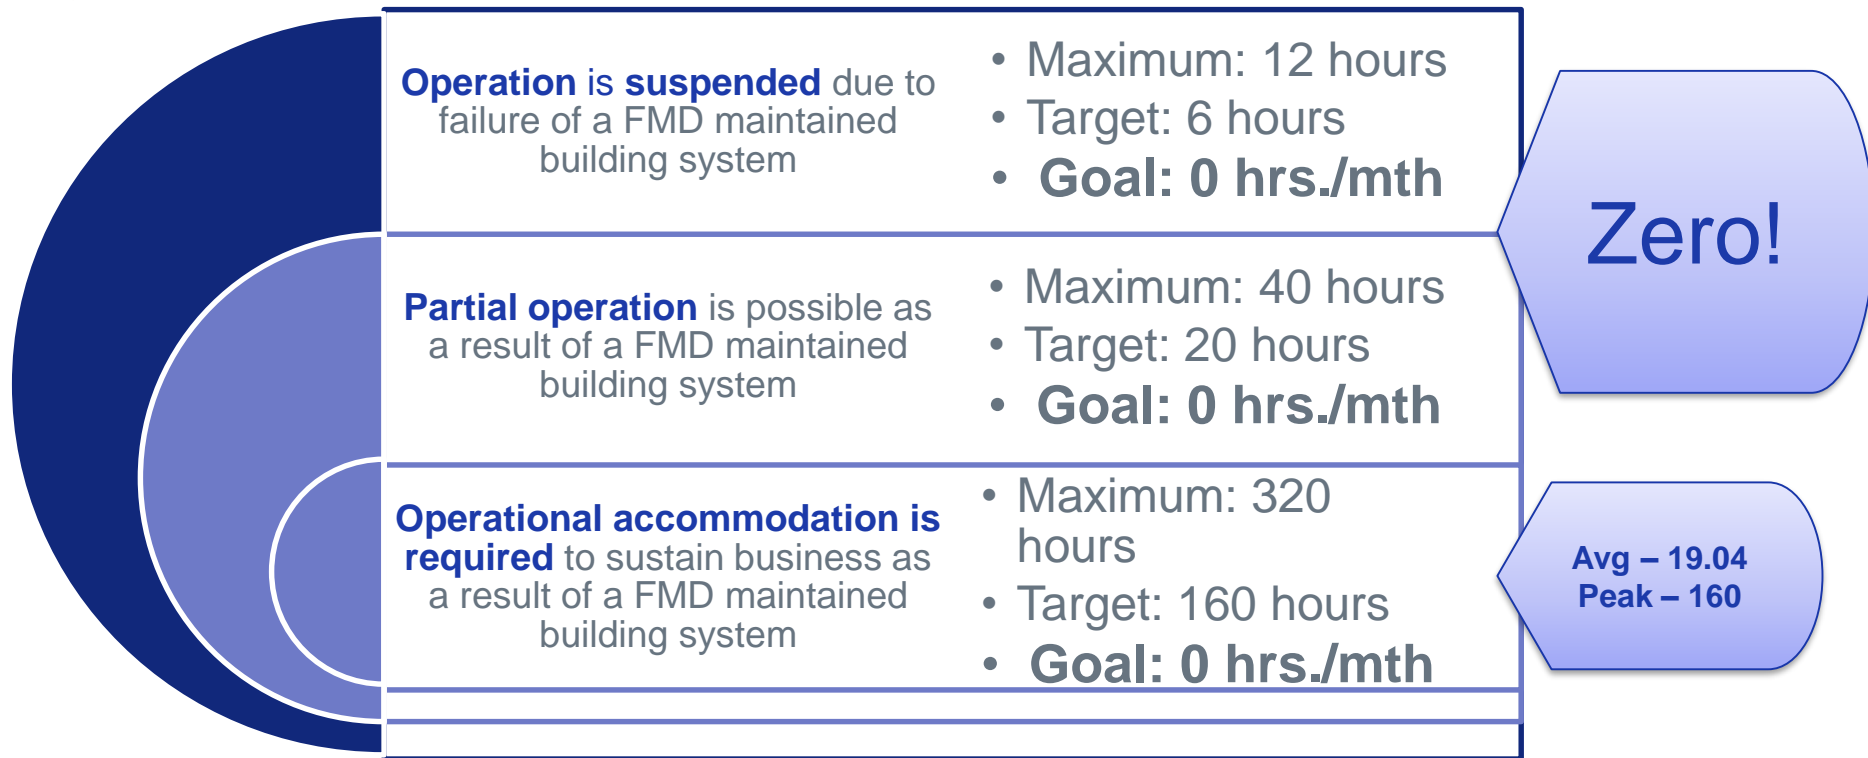 Operation is suspended due to
failure of a FMD maintained
building system
• Maximum: 12 hours
• Target: 6 hours
• Goal: 0 hrs./mth
Zero!
Partial operation is possible as
a result of a FMD maintained
building system
• Maximum: 40 hours
• Target: 20 hours
• Goal: 0 hrs./mth
Operational accommodation is
required to sustain business as
a result of a FMD maintained
building system
• Maximum: 320
hours
• Target: 160 hours
• Goal: 0 hrs./mth
Avg – 19.04
Peak – 160